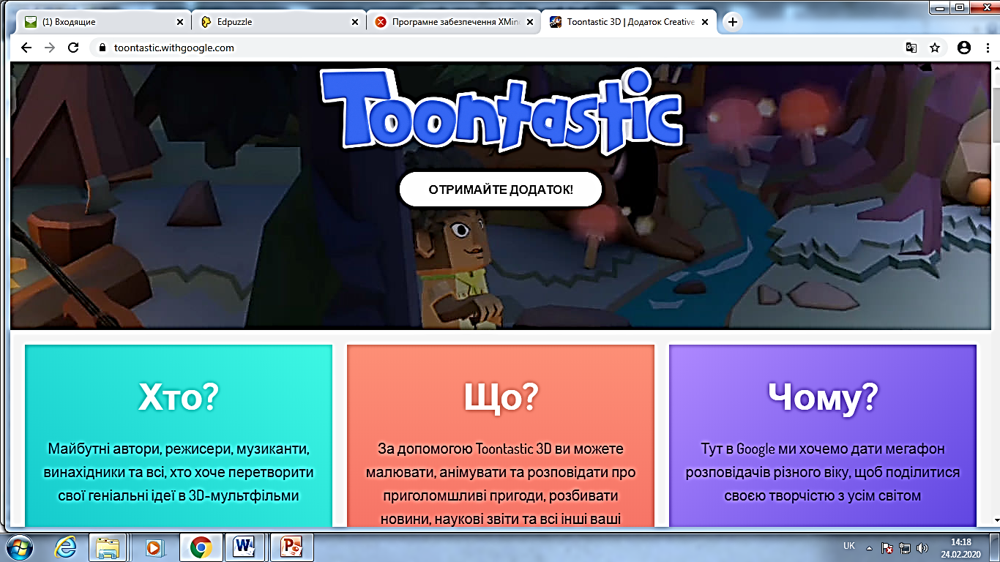 (1) Входящие
Edpuzzle
Програмне забезпечення XMin
Toontastic 3D | Додаток Creative
toontastic.withgoogle.com
Toontastic
ОТРИМАЙТЕ ДОДАТОК!
Хто?
Майбутні автори, режисери, музиканти,
винахідники та всі, хто хоче перетворити
свої геніальні ідеї в 3D-мультфільми
Що?
За допомогою Toontastic 3D ви можете
малювати, анімувати та розповідати про
приголомшливі пригоди, розбивати
новини, наукові звіти та всі інші ваші
Чому?
Тут в Google ми хочемо дати мегафон
розповідачів різного віку, щоб поділитися
своєю творчістю з усім світом
UK
14:18
24.02.2020